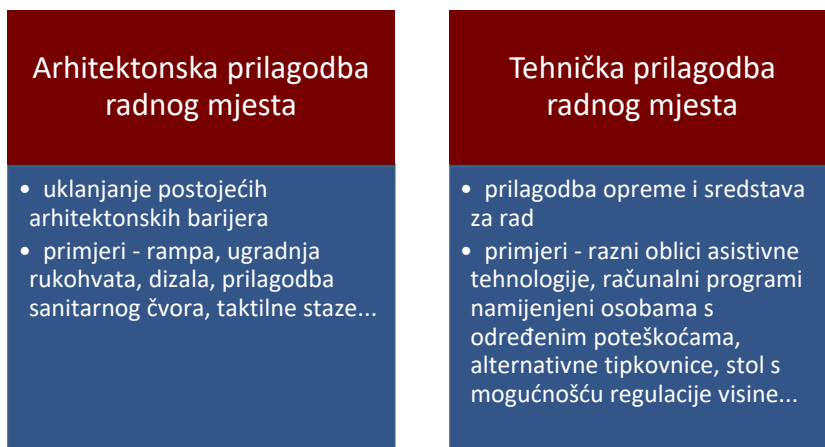 Arhitektonska prilagodba
radnog mjesta
• uklanjanje postojećih
arhitektonskih barijera
• primjeri - rampa, ugradnja
rukohvata, dizala, prilagodba
sanitarnog čvora, taktilne staze...
Tehnička prilagodba
radnog mjesta
• prilagodba opreme i sredstava
za rad
• primjeri - razni oblici asistivne
tehnologije, računalni programi
namijenjeni osobama s
određenim poteškoćama,
alternativne tipkovnice, stol s
mogućnošću regulacije visine...